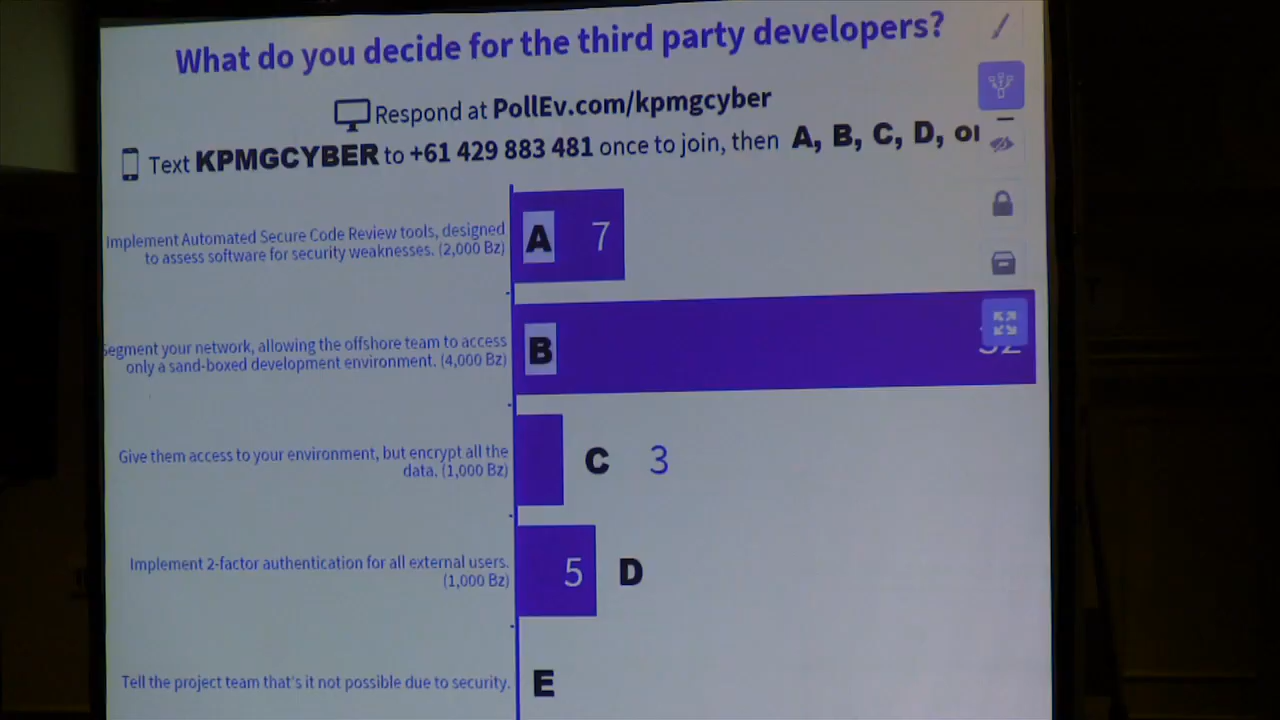 What do you decide for the third party developers?
Respond at PollEv.com/kpmgcyber
Text KPMGCYBER to +61 429 883 481 once to join, then A, B, C, D, or
Implement Automated Secure Code Review tools, designed
to assess software for security weaknesses. (2,000 Bz)
A 7
Segment your network, allowing the offshore team to access
only a sand-boxed development environment. (4,000 Bz)
B
Give them access to your environment, but encrypt all the
data. (1,000 Bz)
C 3
Implement 2-factor authentication for all external users.
(1,000 Bz)
5 D
Tell the project team that's it not possible due to security.
E